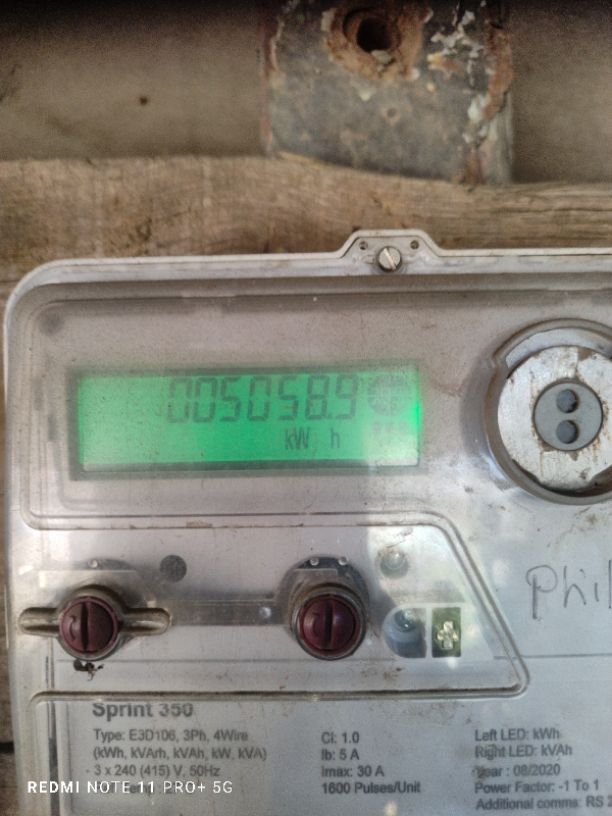 005058.9
kW h
Phil
Sprint 350
Type: E3D106, 3Ph, 4Wire
(kWh, kVArh, kVAh, kW, kVA)
3 x 240 (415) V, 50Hz
Cl: 1.0
Ib: 5 A
Imax: 30 A
1600 Pulses/Unit
Left LED: kWh
Right LED: kVAh
Year : 08/2020
Power Factor: -1 To 1
Additional comms: RS 2
REDMI NOTE 11 PRO+ 5G